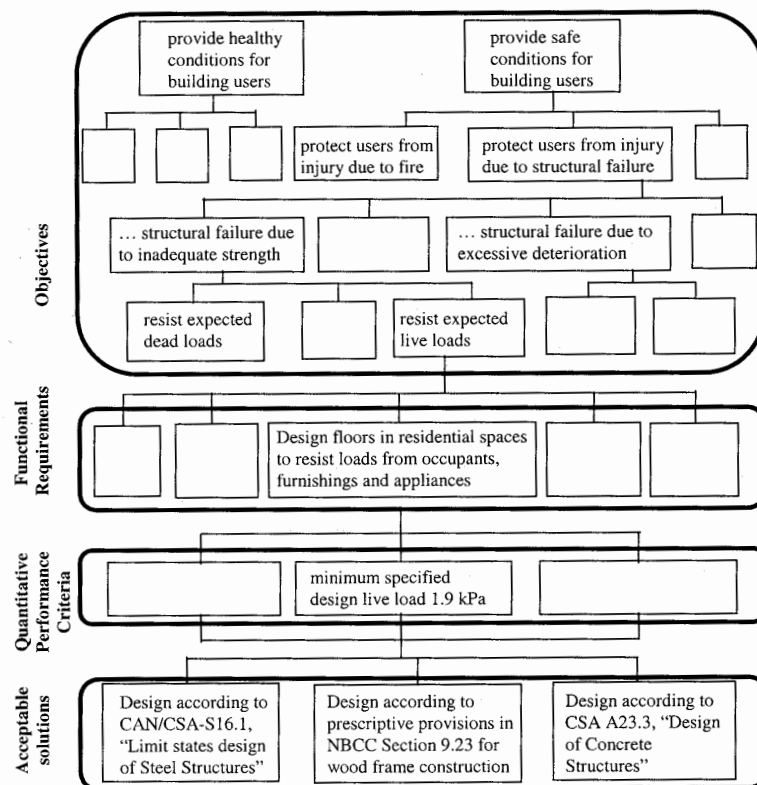 provide healthy
conditions for
building users
provide safe
conditions for
building users
protect users from
injury due to fire
protect users from injury
due to structural failure
… structural failure due
to inadequate strength
… structural failure due to
excessive deterioration
resist expected
dead loads
resist expected
live loads
Objectives
Functional
Requirements
Design floors in residential spaces
to resist loads from occupants,
furnishings and appliances
Quantitative
Performance
Criteria
minimum specified
design live load 1.9 kPa
Acceptable
solutions
Design according to
CAN/CSA-S16.1,
“Limit states design
of Steel Structures”
Design according to
prescriptive provisions in
NBCC Section 9.23 for
wood frame construction
Design according to
CSA A23.3, “Design
of Concrete
Structures”